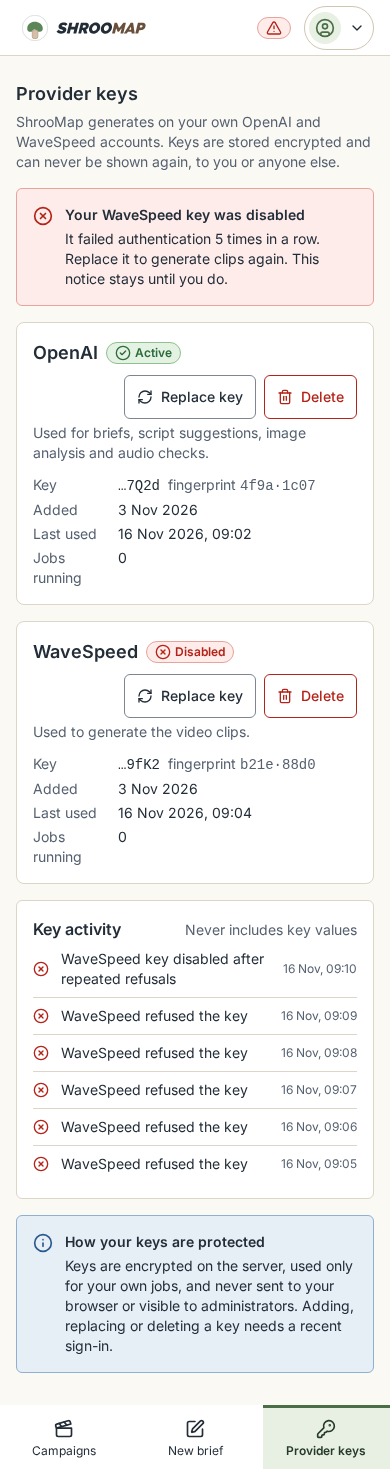 SHROOMAP
Provider keys
ShrooMap generates on your own OpenAI and
WaveSpeed accounts. Keys are stored encrypted and
can never be shown again, to you or anyone else.
Your WaveSpeed key was disabled
It failed authentication 5 times in a row.
Replace it to generate clips again. This
notice stays until you do.
OpenAI Active
Replace key Delete
Used for briefs, script suggestions, image
analysis and audio checks.
Key …7Q2d fingerprint 4f9a·1c07
Added 3 Nov 2026
Last used 16 Nov 2026, 09:02
Jobs 0
running
WaveSpeed Disabled
Replace key Delete
Used to generate the video clips.
Key …9fK2 fingerprint b21e·88d0
Added 3 Nov 2026
Last used 16 Nov 2026, 09:04
Jobs 0
running
Key activity Never includes key values
WaveSpeed key disabled after
repeated refusals 16 Nov, 09:10
WaveSpeed refused the key 16 Nov, 09:09
WaveSpeed refused the key 16 Nov, 09:08
WaveSpeed refused the key 16 Nov, 09:07
WaveSpeed refused the key 16 Nov, 09:06
WaveSpeed refused the key 16 Nov, 09:05
How your keys are protected
Keys are encrypted on the server, used only
for your own jobs, and never sent to your
browser or visible to administrators. Adding,
replacing or deleting a key needs a recent
sign-in.
Campaigns New brief Provider keys